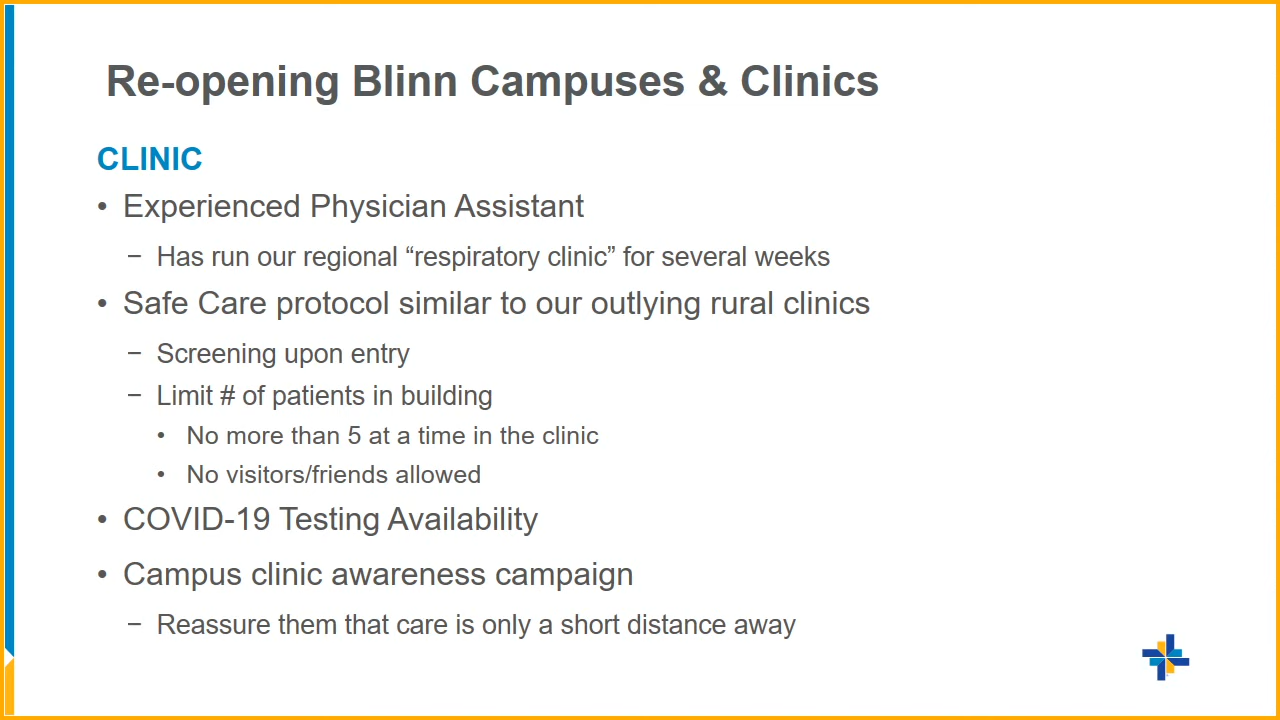 Re-opening Blinn Campuses & Clinics
CLINIC
• Experienced Physician Assistant
− Has run our regional “respiratory clinic” for several weeks
• Safe Care protocol similar to our outlying rural clinics
− Screening upon entry
− Limit # of patients in building
• No more than 5 at a time in the clinic
• No visitors/friends allowed
• COVID-19 Testing Availability
• Campus clinic awareness campaign
− Reassure them that care is only a short distance away